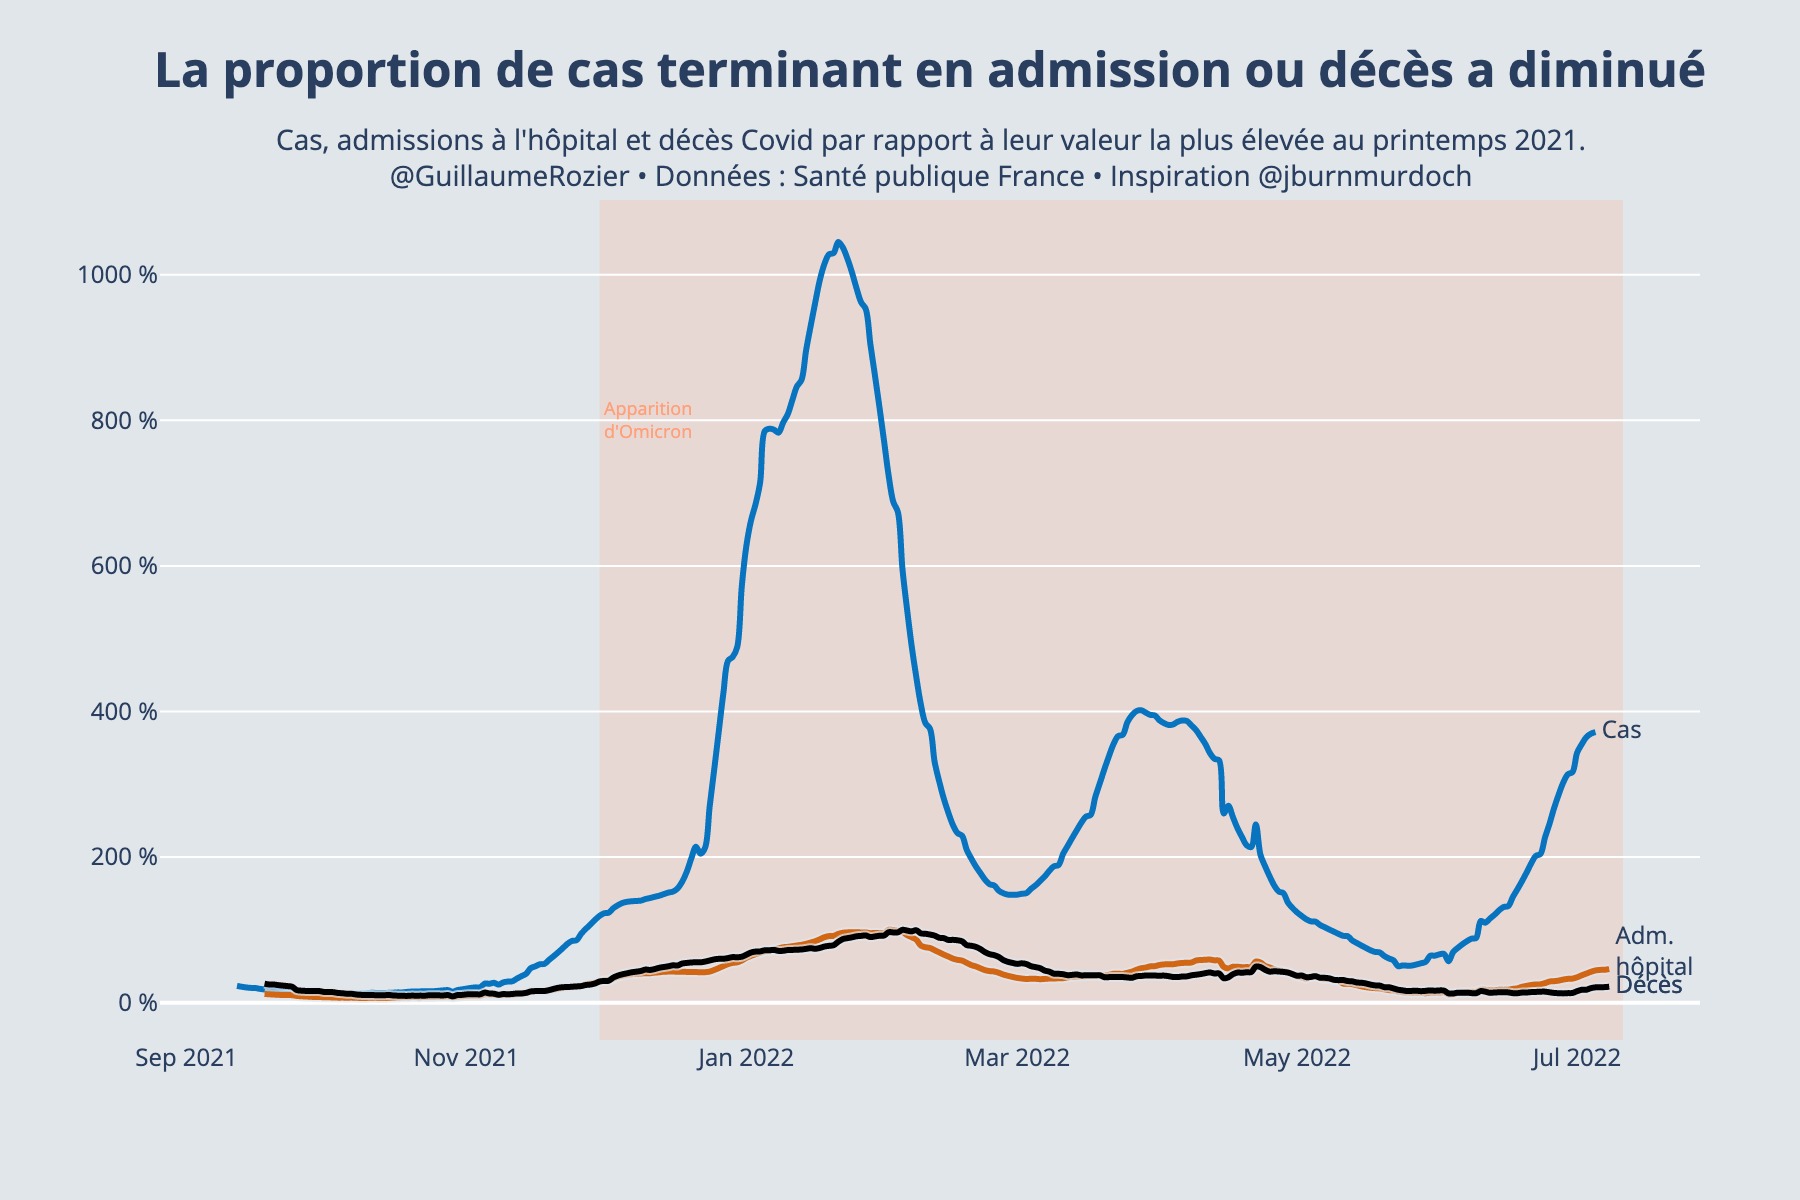 La proportion de cas terminant en admission ou décès a diminué
Cas, admissions à l'hôpital et décès Covid par rapport à leur valeur la plus élevée au printemps 2021.
@GuillaumeRozier • Données : Santé publique France • Inspiration @jburnmurdoch
1000 %
800 %
600 %
400 %
200 %
0 %
Apparition
d'Omicron
Cas
Adm.
hôpital
Décès
Sep 2021
Nov 2021
Jan 2022
Mar 2022
May 2022
Jul 2022